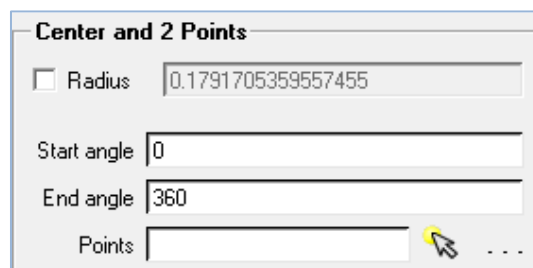 Center and 2 Points
Radius 0.1791705359557455
Start angle 0
End angle 360
Points ...